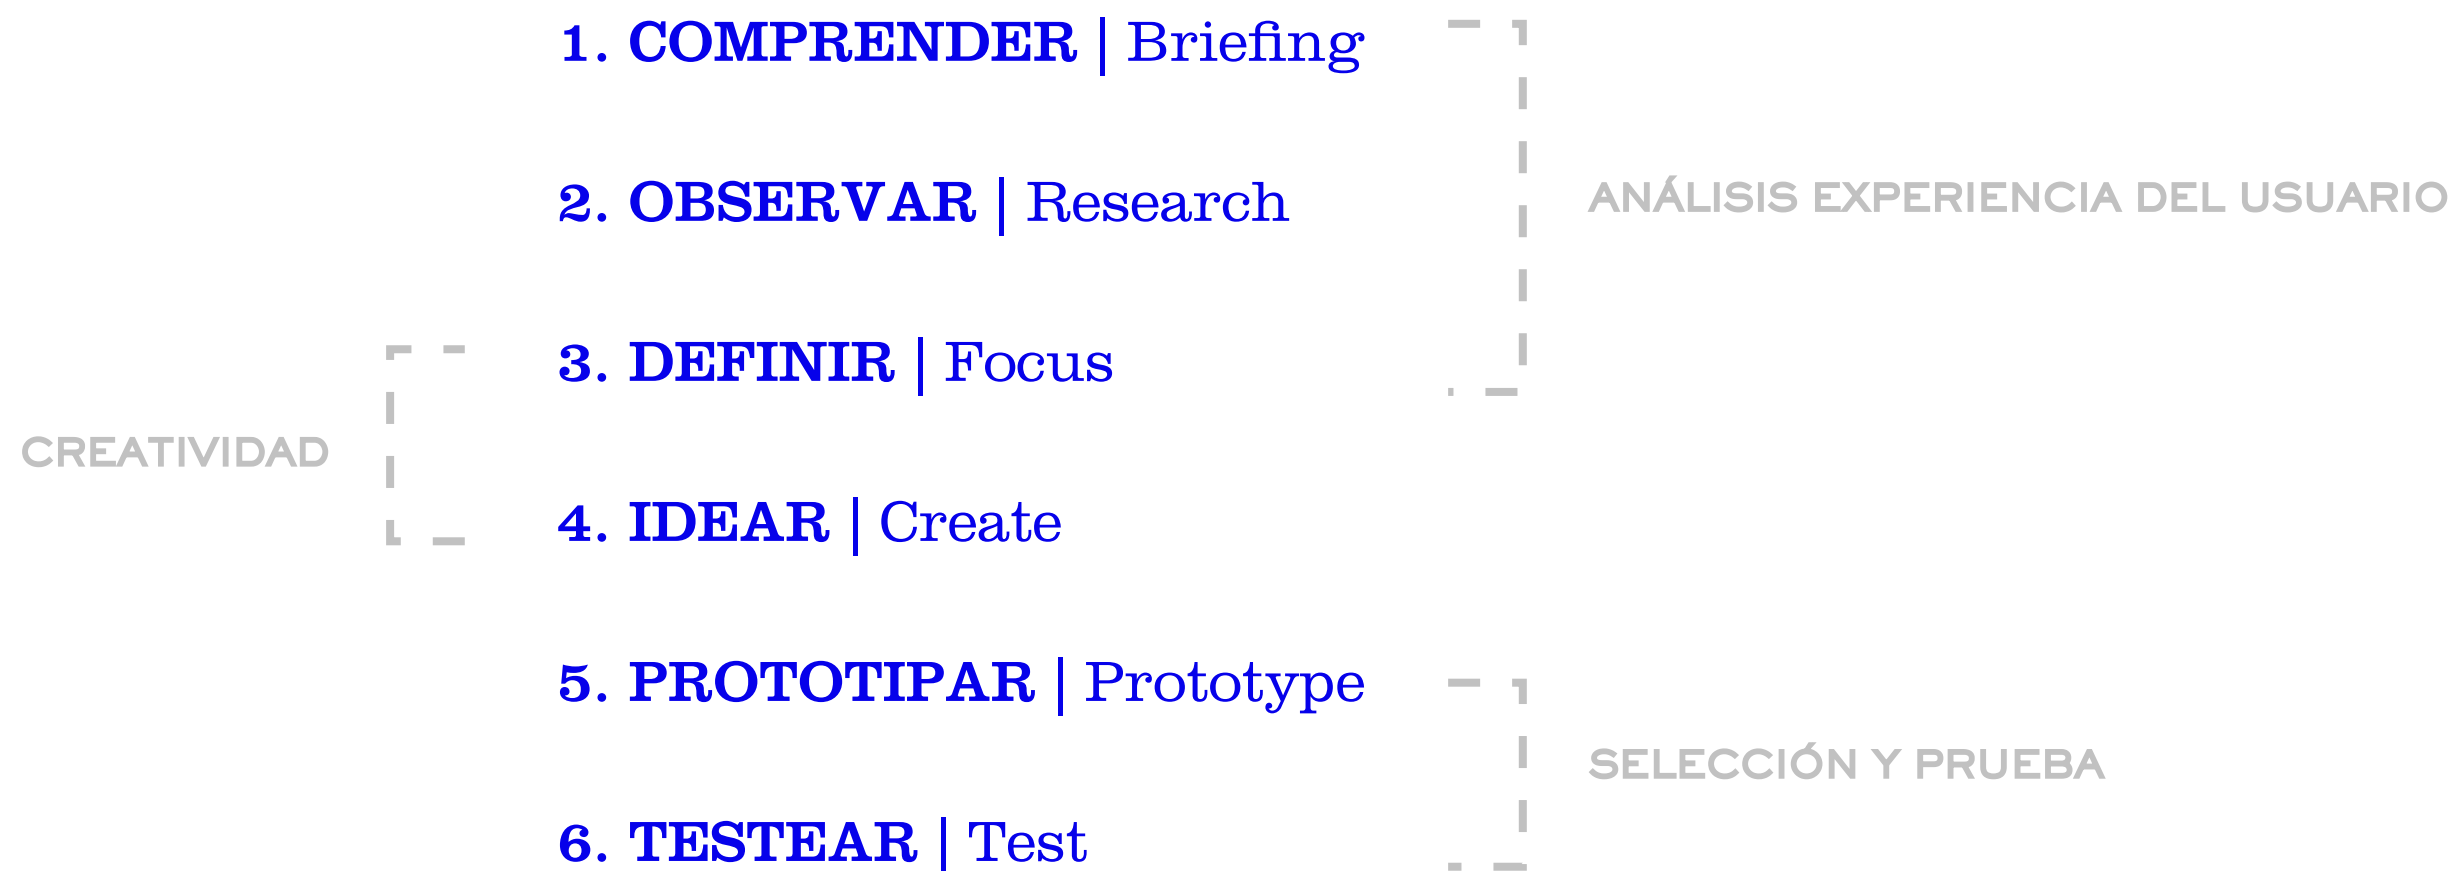 1. COMPRENDER | Briefing
2. OBSERVAR | Research
ANÁLISIS EXPERIENCIA DEL USUARIO
3. DEFINIR | Focus
CREATIVIDAD
4. IDEAR | Create
5. PROTOTIPAR | Prototype
SELECCIÓN Y PRUEBA
6. TESTEAR | Test